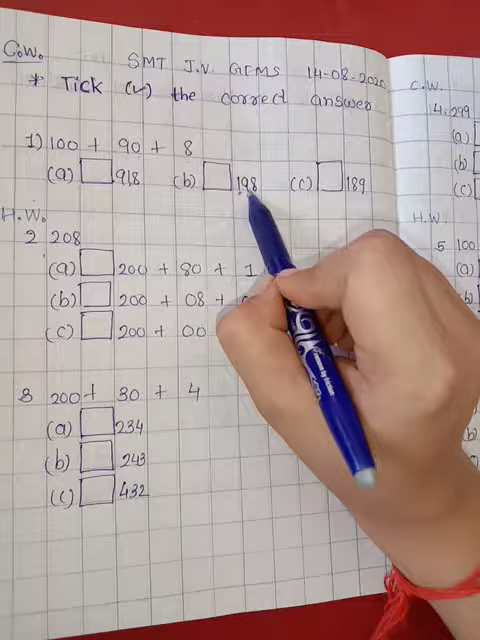 C.W.
SMT J.V. GEMS 14-08-2020
* Tick (✓) the correct answer
1) 100 + 90 + 8
(a) 918 (b) 198 (c) 189
H.W.
2 208
(a) 200 + 80 + 1
(b) 200 + 08 +
(c) 200 + 00
3 200 + 30 + 4
(a) 234
(b) 243
(c) 432
C.W.
4. 299
(a)
(b)
(c)
H.W.
5 100
(a)
(b)
(b)
(c)